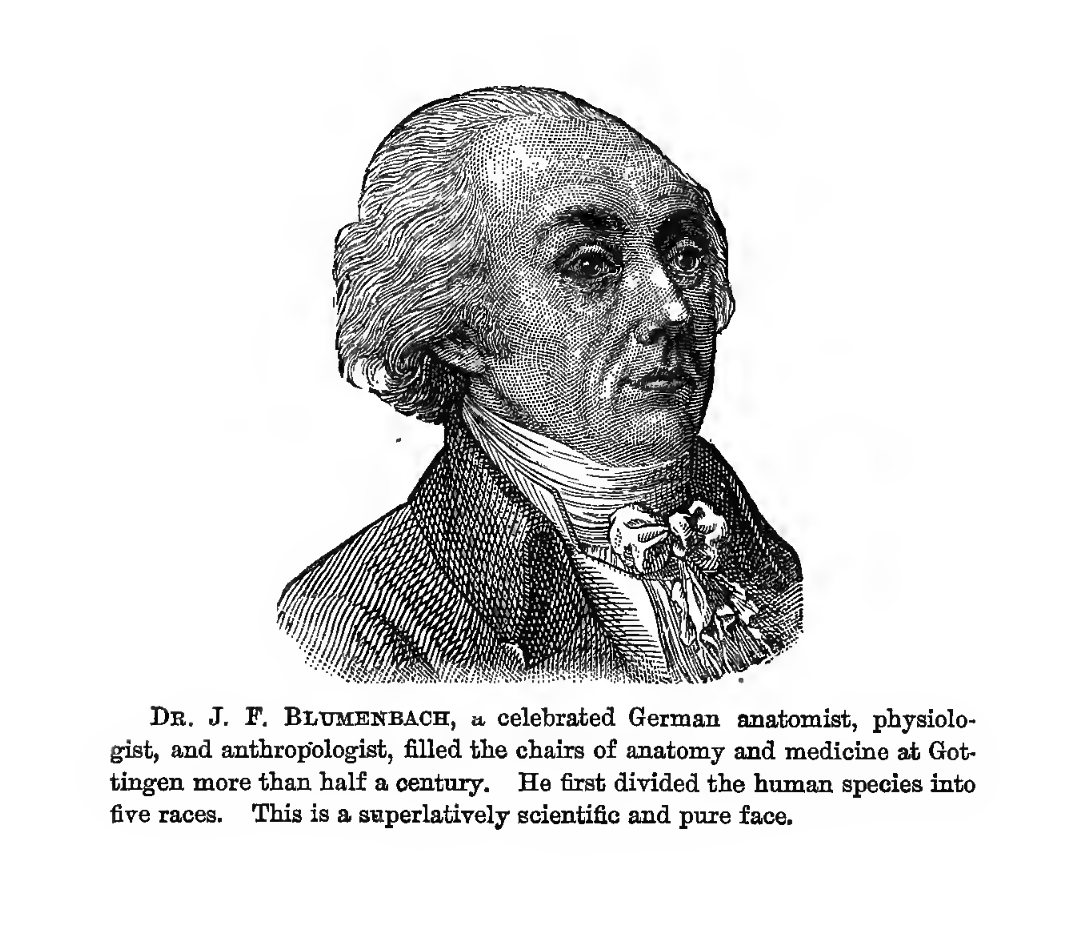 DR. J. F. BLUMENBACH, a celebrated German anatomist, physiolo-
gist, and anthropologist, filled the chairs of anatomy and medicine at Got-
tingen more than half a century. He first divided the human species into
five races. This is a superlatively scientific and pure face.